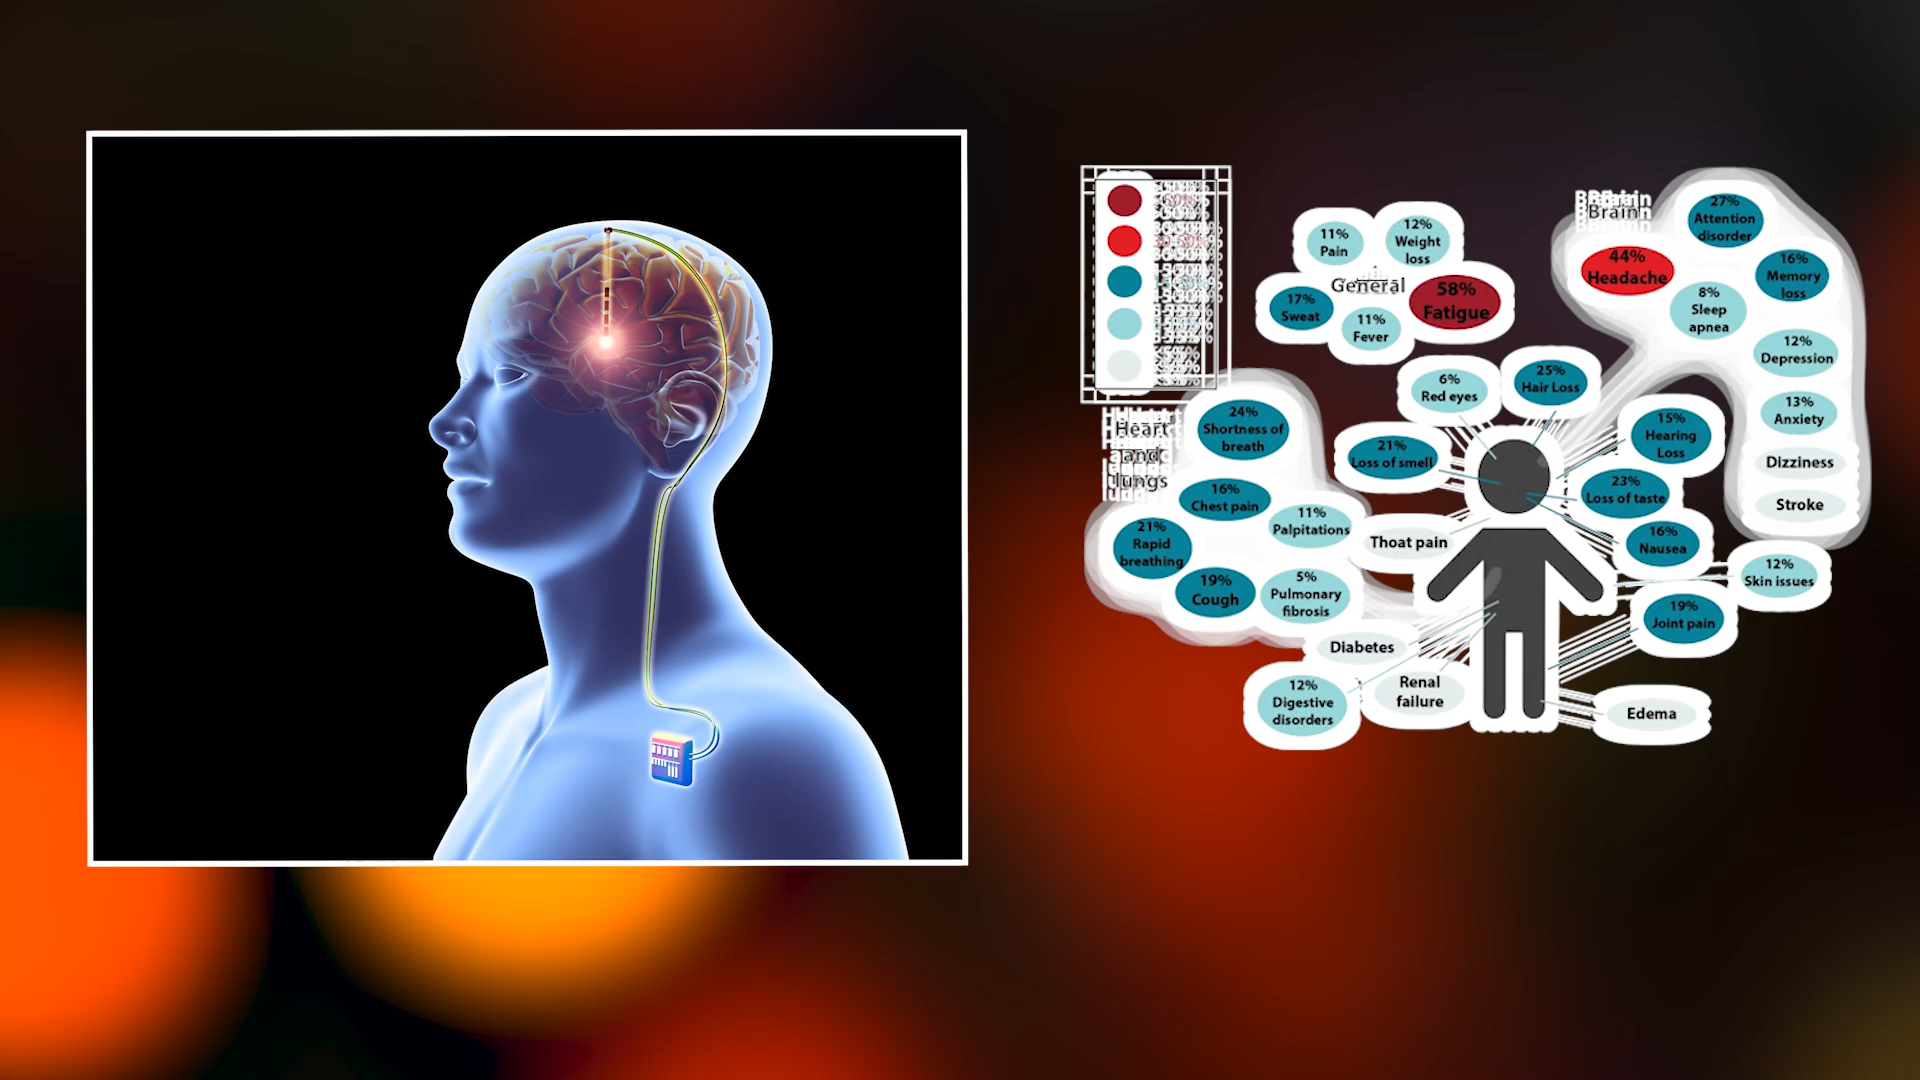 11%
Pain
12%
Weight
loss
General
17%
Sweat
11%
Fever
58%
Fatigue
Brain
27%
Attention
disorder
44%
Headache
16%
Memory
loss
8%
Sleep
apnea
12%
Depression
13%
Anxiety
Dizziness
Stroke
6%
Red eyes
25%
Hair Loss
21%
Loss of smell
15%
Hearing
Loss
23%
Loss of taste
16%
Nausea
12%
Skin issues
19%
Joint pain
Edema
Heart
and
lungs
24%
Shortness of
breath
16%
Chest pain
11%
Palpitations
21%
Rapid
breathing
19%
Cough
5%
Pulmonary
fibrosis
Thoat pain
Diabetes
12%
Digestive
disorders
Renal
failure